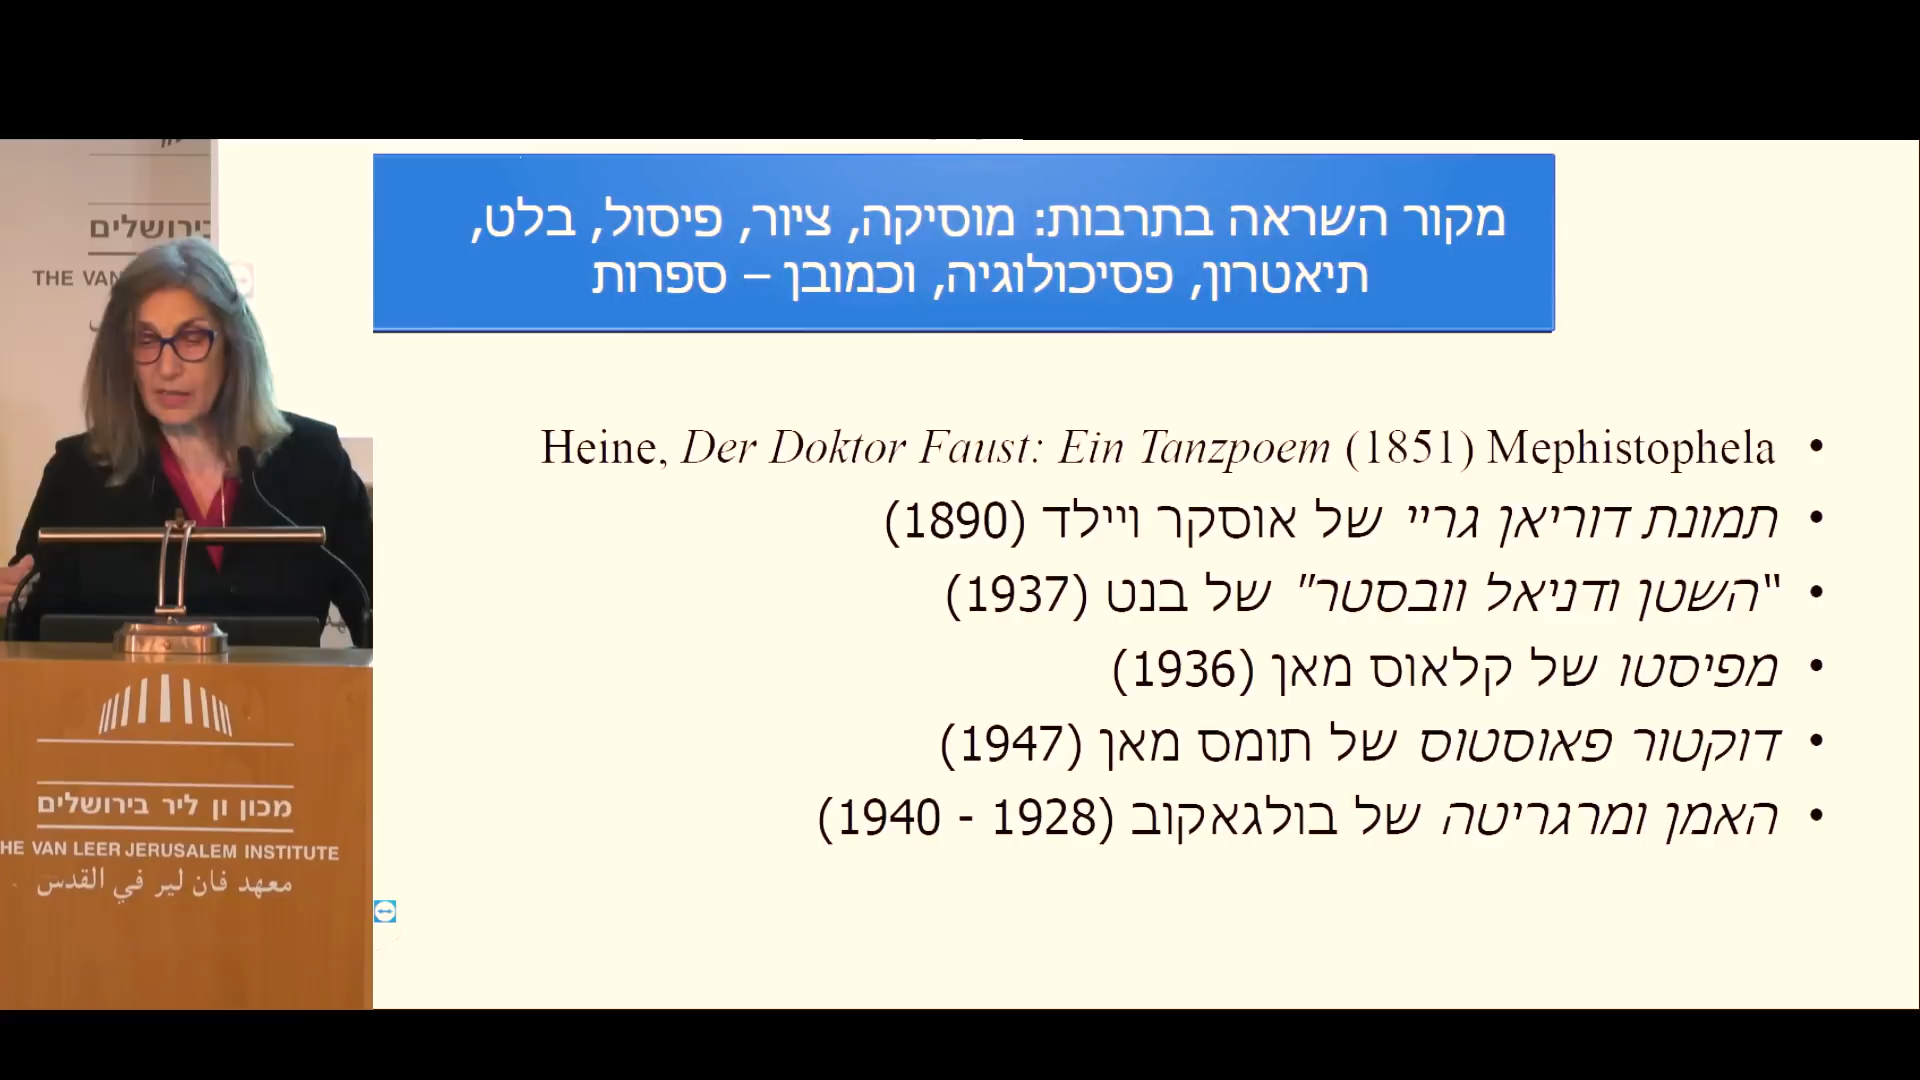 מקור השראה בתרבות: מוסיקה, ציור, פיסול, בלט,
תיאטרון, פסיכולוגיה, וכמובן – ספרות
• Heine, Der Doktor Faust: Ein Tanzpoem (1851) Mephistophela
• תמונת דוריאן גריי של אוסקר ויילד (1890)
• "השטן ודניאל וובסטר" של בנט (1937)
• מפיסטו של קלאוס מאן (1936)
• דוקטור פאוסטוס של תומס מאן (1947)
• האמן ומרגריטה של בולגאקוב (1928 - 1940)
בירושלים
THE VAN
מכון ון ליר בירושלים
HE VAN LEER JERUSALEM INSTITUTE
معهد فان لير في القدس